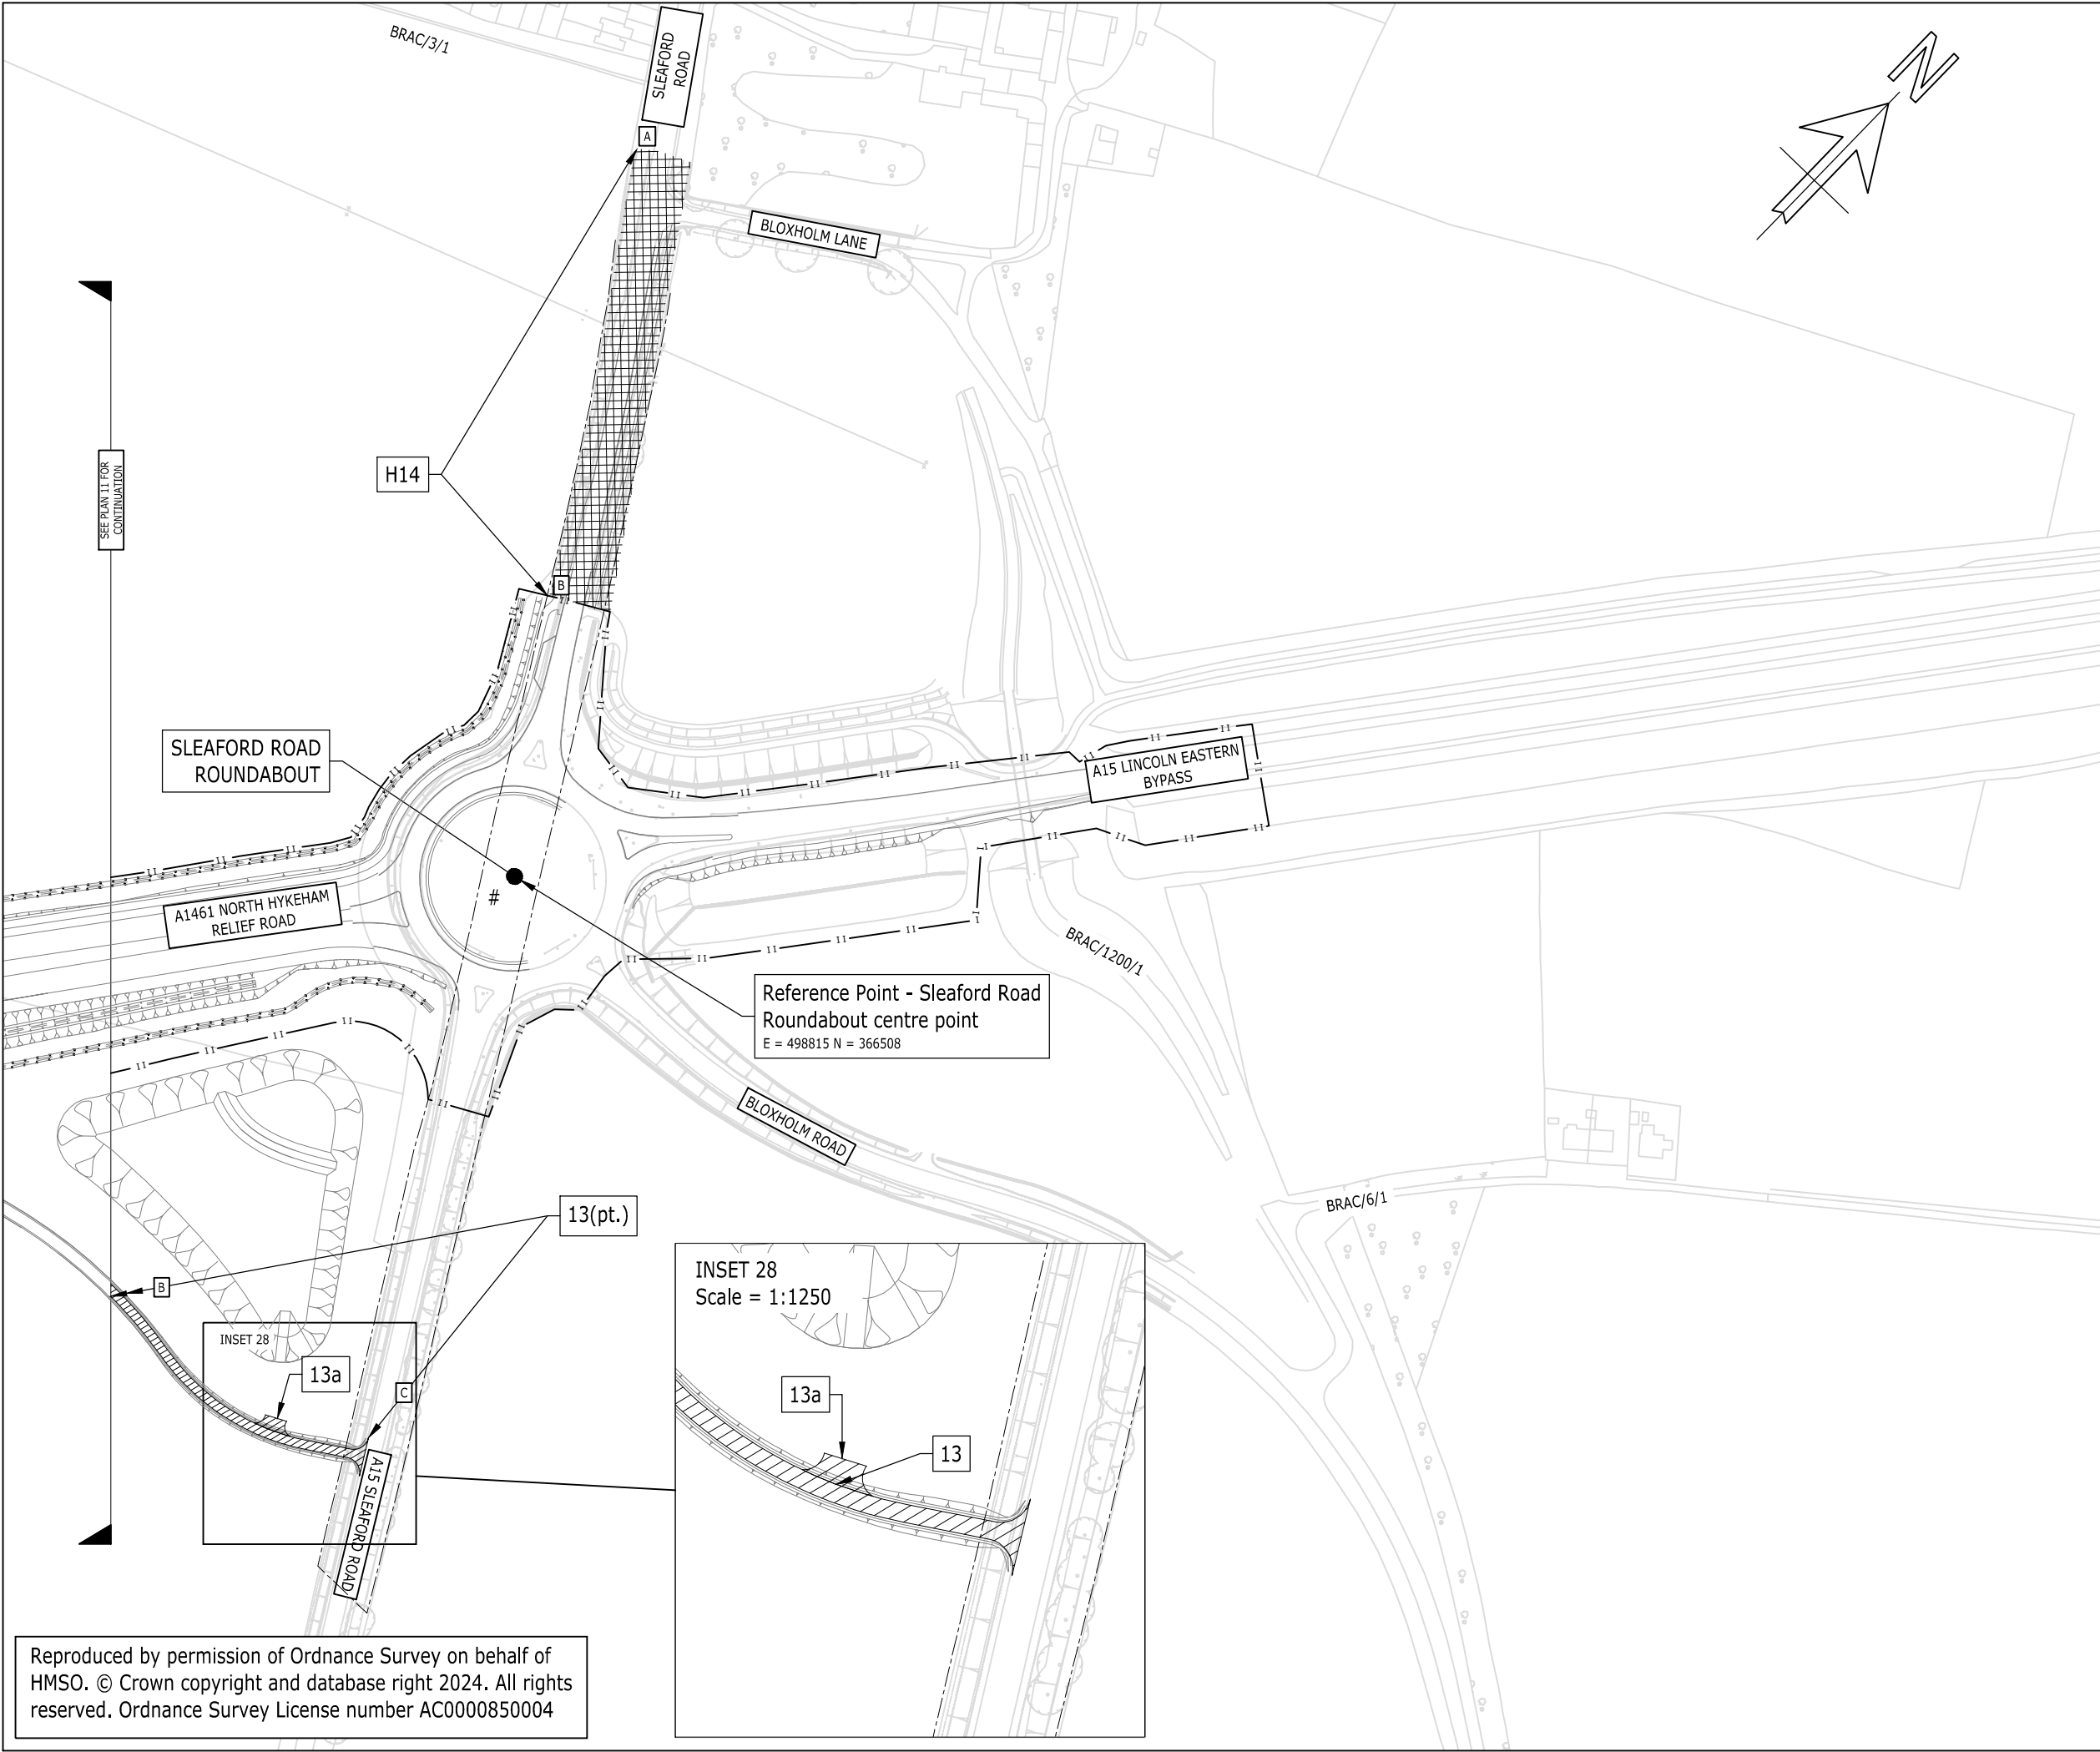 BRAC/3/1
SLEAFORD
ROAD
N
A
BLOXHOLM LANE
H14
SEE PLAN 11 FOR
CONTINUATION
B
SLEAFORD ROAD
ROUNDABOUT
A15 LINCOLN EASTERN
BYPASS
#
A1461 NORTH HYKEHAM
RELIEF ROAD
BRAC/1200/1
Reference Point - Sleaford Road
Roundabout centre point
E = 498815 N = 366508
BLOXHOLM ROAD
BRAC/6/1
13(pt.)
B
INSET 28
13a
C
A15 SLEAFORD ROAD
INSET 28
Scale = 1:1250
13a
13
Reproduced by permission of Ordnance Survey on behalf of
HMSO. © Crown copyright and database right 2024. All rights
reserved. Ordnance Survey License number AC0000850004